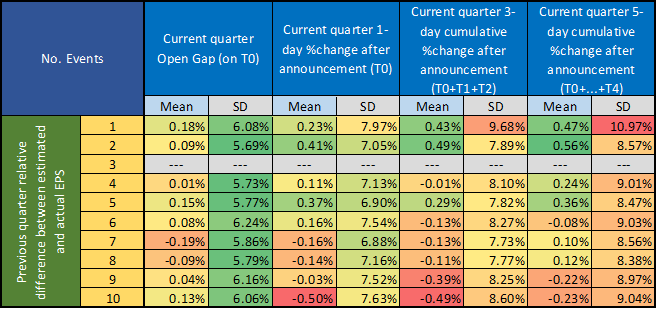 No. Events
Current quarter
Open Gap (on T0)
Current quarter 1-
day %change after
announcement (T0)
Current quarter 3-
day cumulative
%change after
announcement
(T0+T1+T2)
Current quarter 5-
day cumulative
%change after
announcement
(T0+...+T4)
Mean SD Mean SD Mean SD Mean SD
Previous quarter relative
difference between estimated
and actual EPS
1 0.18% 6.08% 0.23% 7.97% 0.43% 9.68% 0.47% 10.97%
2 0.09% 5.69% 0.41% 7.05% 0.49% 7.89% 0.56% 8.57%
3 --- --- --- --- --- --- --- ---
4 0.01% 5.73% 0.11% 7.13% -0.01% 8.10% 0.24% 9.01%
5 0.15% 5.77% 0.37% 6.90% 0.29% 7.82% 0.36% 8.47%
6 0.08% 6.24% 0.16% 7.54% -0.13% 8.27% -0.08% 9.03%
7 -0.19% 5.86% -0.16% 6.88% -0.13% 7.73% 0.10% 8.56%
8 -0.09% 5.79% -0.14% 7.16% -0.11% 7.77% 0.12% 8.38%
9 0.04% 6.16% -0.03% 7.52% -0.39% 8.25% -0.22% 8.97%
10 0.13% 6.06% -0.50% 7.63% -0.49% 8.60% -0.23% 9.04%